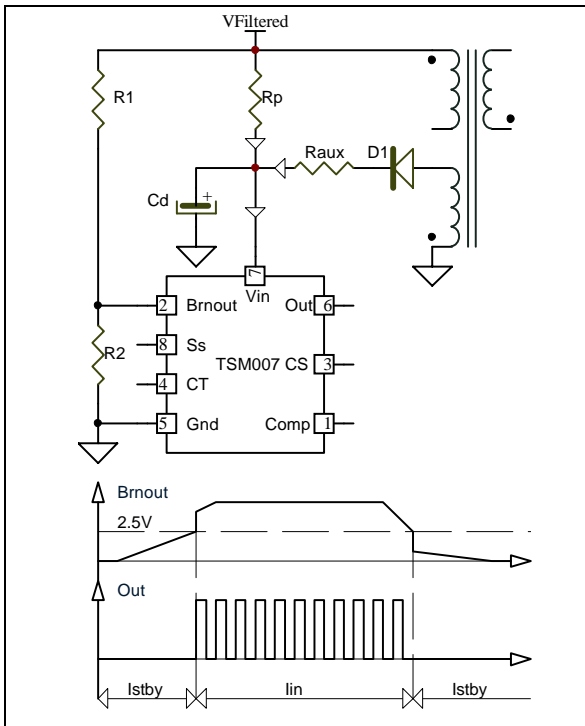 VFiltered
R1
Rp
Raux
D1
Cd
+
7
Vin
2 Brnout
Out 6
R2
8 Ss
TSM007 CS 3
4 CT
5 Gnd
Comp 1
Brnout
2.5V
Out
Istby
Iin
Istby